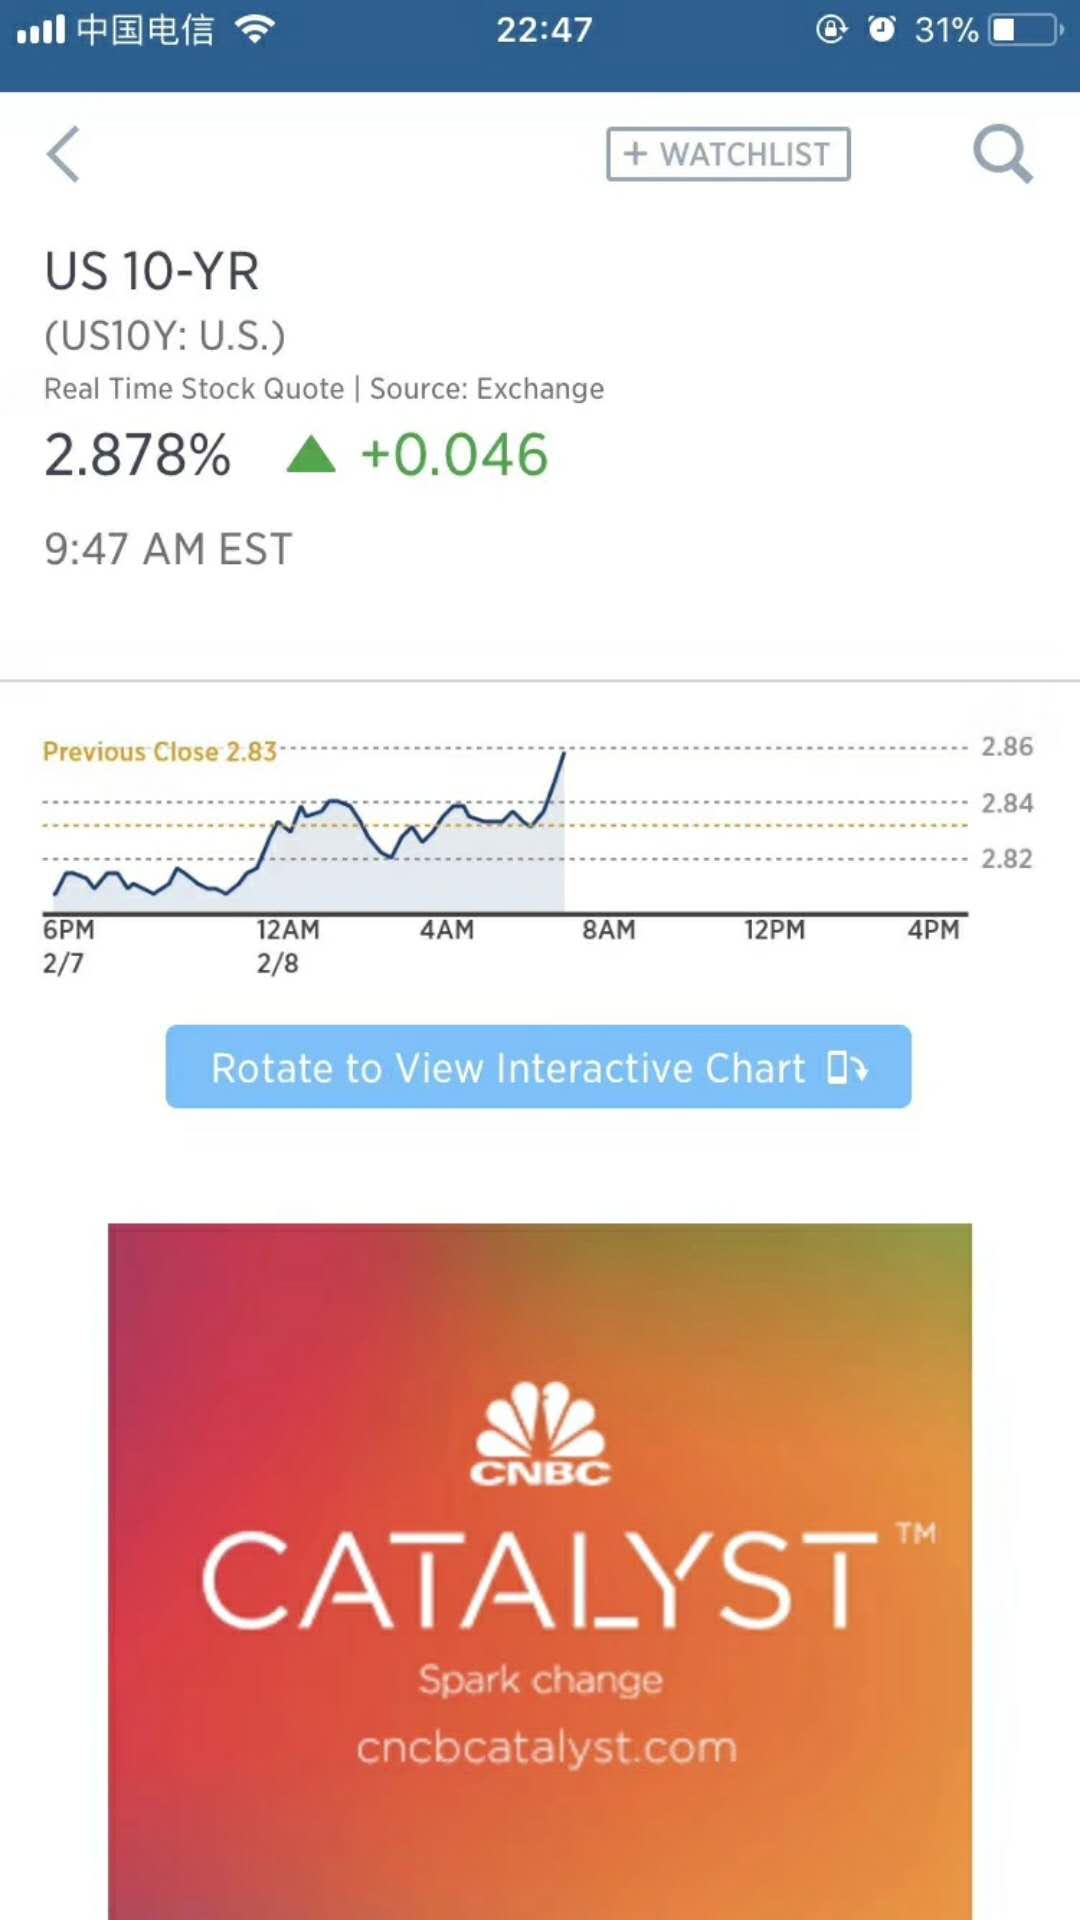 中国电信 22:47 31%
+ WATCHLIST
US 10-YR
(US10Y: U.S.)
Real Time Stock Quote | Source: Exchange
2.878% ▲ +0.046
9:47 AM EST
Previous Close 2.83
2.86
2.84
2.82
6PM 12AM 4AM 8AM 12PM 4PM
2/7 2/8
Rotate to View Interactive Chart
CNBC
CATALYST™
Spark change
cncbcatalyst.com